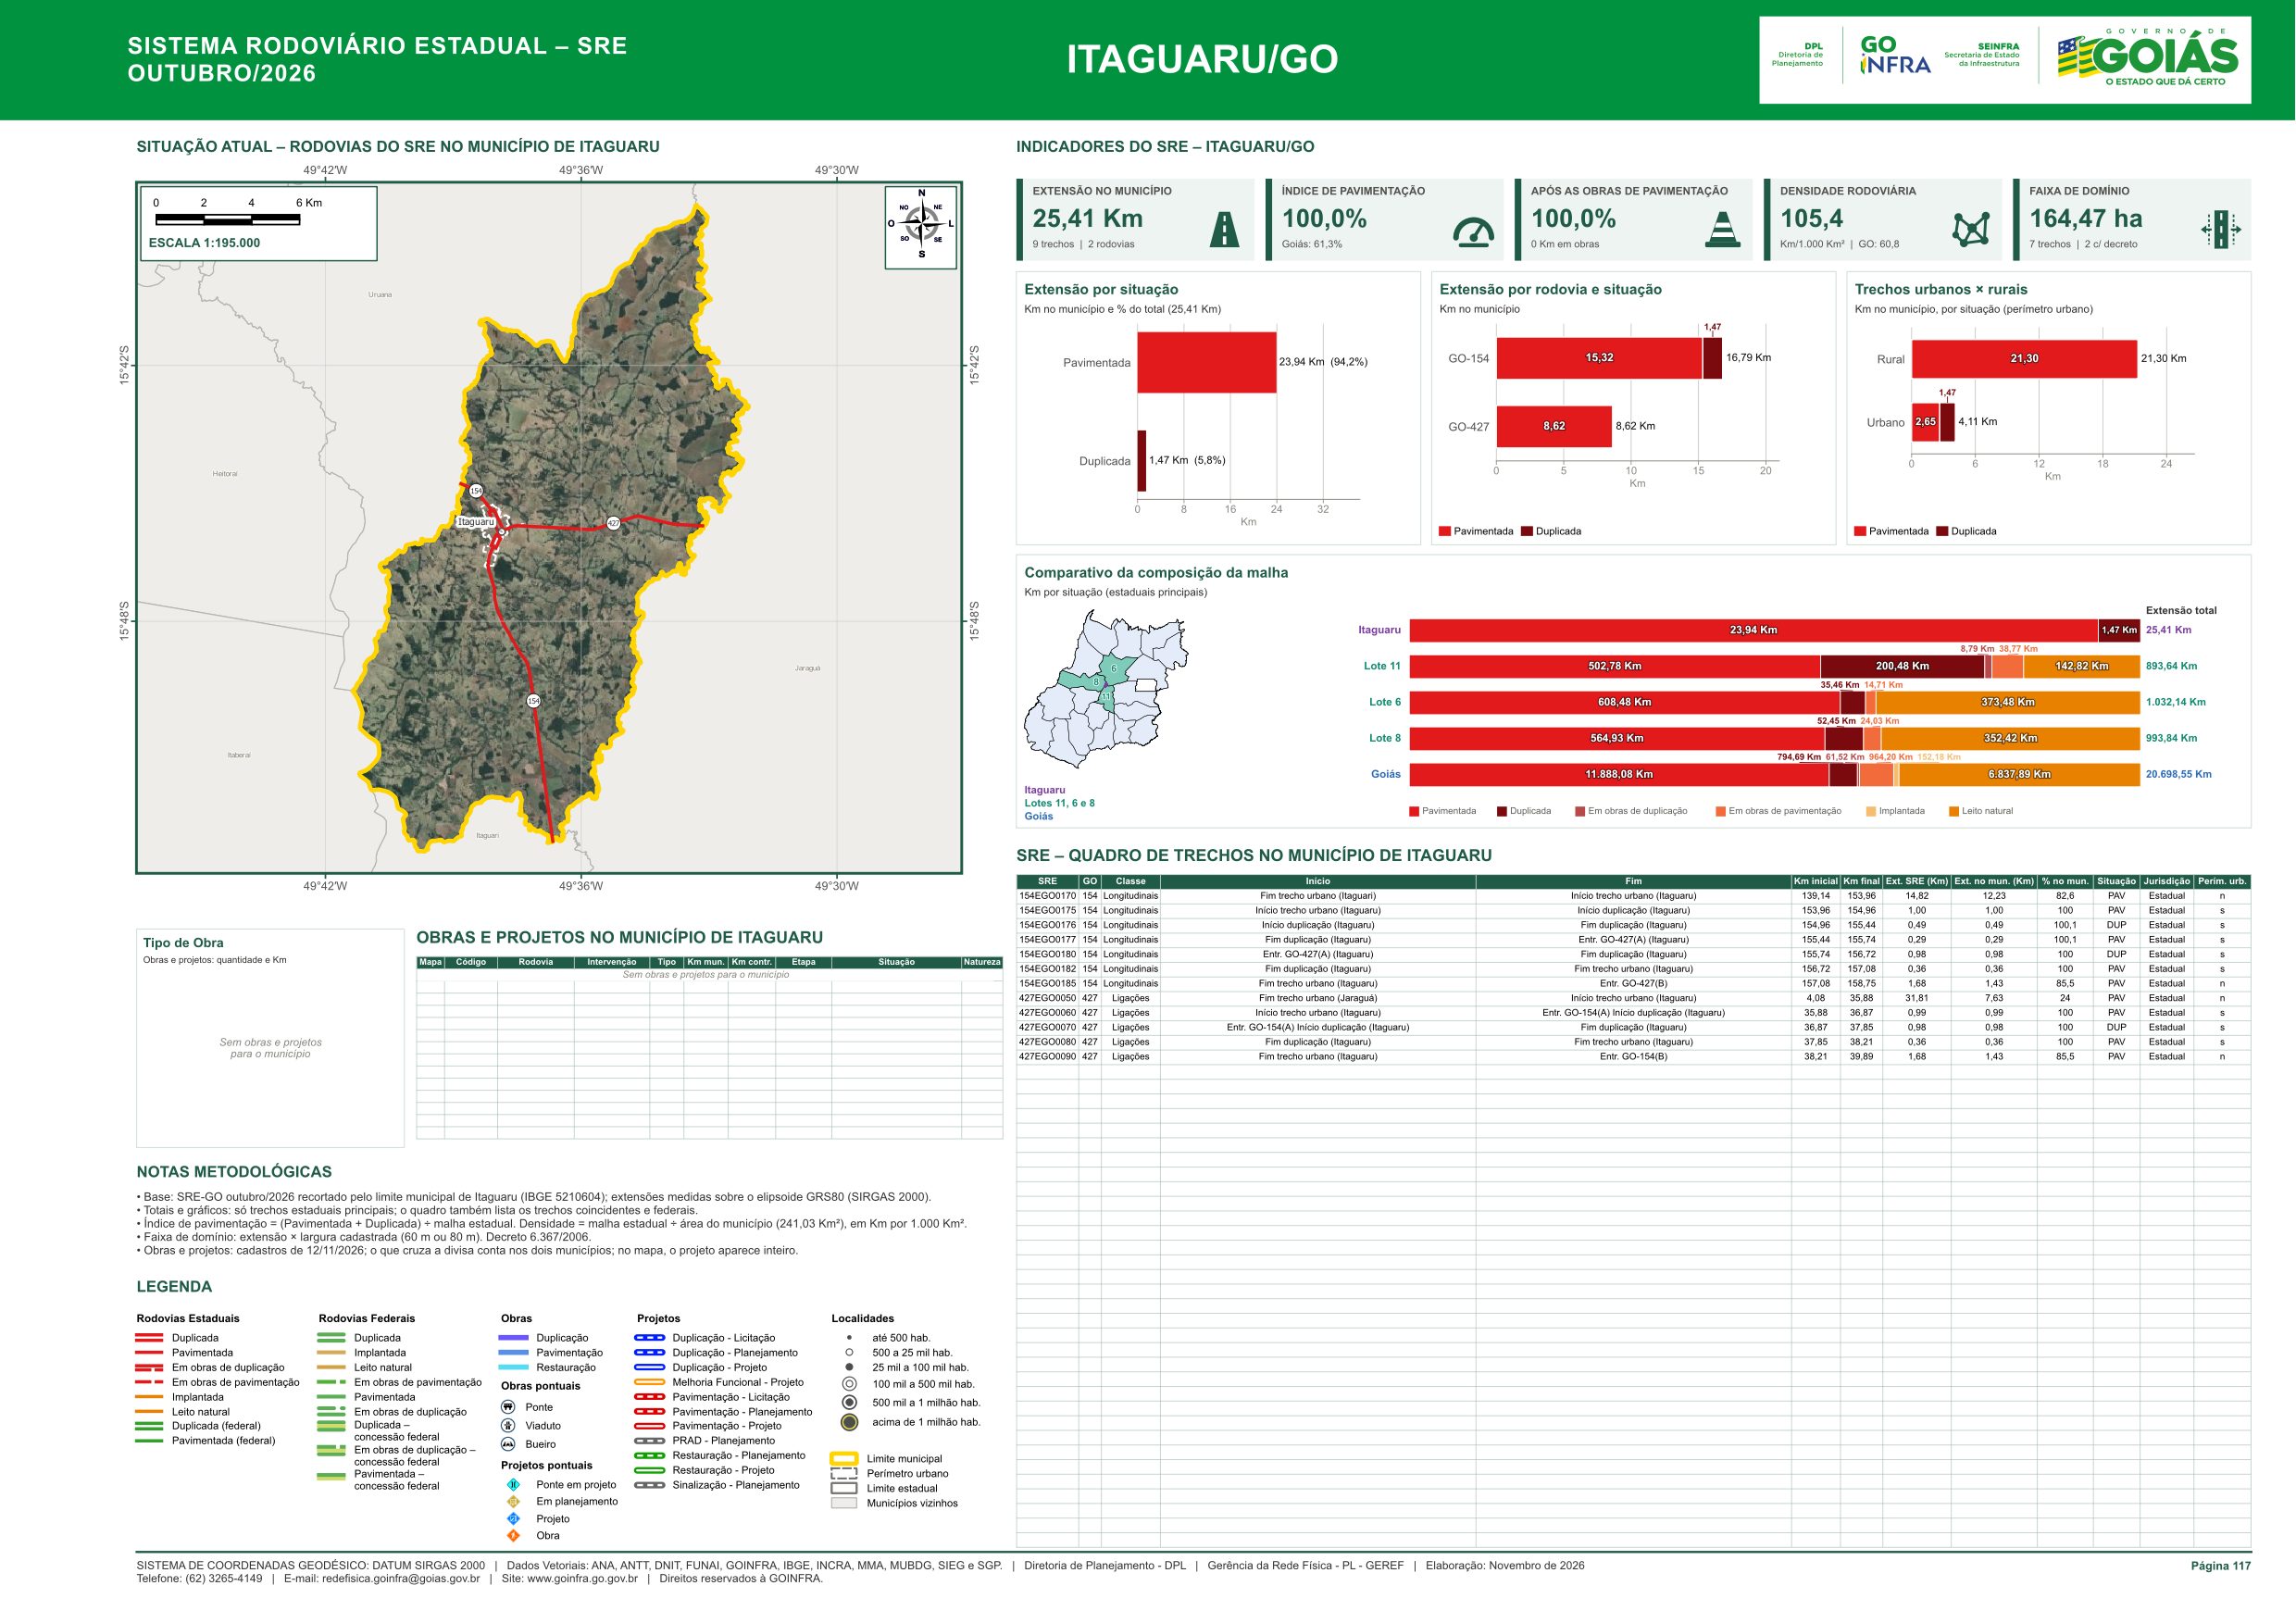 SISTEMA RODOVIÁRIO ESTADUAL – SRE
OUTUBRO/2026
ITAGUARU/GO
DPL
Diretoria de
Planejamento
GO
iNFRA
SEINFRA
Secretaria de Estado
da Infraestrutura
GOVERNO DE
GOIÁS
O ESTADO QUE DÁ CERTO
SITUAÇÃO ATUAL – RODOVIAS DO SRE NO MUNICÍPIO DE ITAGUARU
49°42'W 49°36'W 49°30'W
0 2 4 6 Km
ESCALA 1:195.000
N
NO NE
O L
SO SE
S
Uruana
15°42'S 15°42'S
Heitoraí
154
Itaguaru
427
15°48'S 15°48'S
Jaraguá
154
Itaberaí
Itaguari
49°42'W 49°36'W 49°30'W
INDICADORES DO SRE – ITAGUARU/GO
EXTENSÃO NO MUNICÍPIO
25,41 Km
9 trechos | 2 rodovias
ÍNDICE DE PAVIMENTAÇÃO
100,0%
Goiás: 61,3%
APÓS AS OBRAS DE PAVIMENTAÇÃO
100,0%
0 Km em obras
DENSIDADE RODOVIÁRIA
105,4
Km/1.000 Km² | GO: 60,8
FAIXA DE DOMÍNIO
164,47 ha
7 trechos | 2 c/ decreto
Extensão por situação
Km no município e % do total (25,41 Km)
Pavimentada 23,94 Km (94,2%)
Duplicada 1,47 Km (5,8%)
0 8 16 24 32
Km
Extensão por rodovia e situação
Km no município
1,47
GO-154 15,32 16,79 Km
GO-427 8,62 8,62 Km
0 5 10 15 20
Km
Pavimentada Duplicada
Trechos urbanos × rurais
Km no município, por situação (perímetro urbano)
Rural 21,30 21,30 Km
1,47
Urbano 2,65 4,11 Km
0 6 12 18 24
Km
Pavimentada Duplicada
Comparativo da composição da malha
Km por situação (estaduais principais)
6
8
11
Itaguaru
Lotes 11, 6 e 8
Goiás
Extensão total
Itaguaru 23,94 Km 1,47 Km 25,41 Km
8,79 Km 38,77 Km
Lote 11 502,78 Km 200,48 Km 142,82 Km 893,64 Km
35,46 Km 14,71 Km
Lote 6 608,48 Km 373,48 Km 1.032,14 Km
52,45 Km 24,03 Km
Lote 8 564,93 Km 352,42 Km 993,84 Km
794,69 Km 61,52 Km 964,20 Km 152,18 Km
Goiás 11.888,08 Km 6.837,89 Km 20.698,55 Km
Pavimentada Duplicada Em obras de duplicação Em obras de pavimentação Implantada Leito natural
SRE – QUADRO DE TRECHOS NO MUNICÍPIO DE ITAGUARU
SRE GO Classe Início Fim Km inicial Km final Ext. SRE (Km) Ext. no mun. (Km) % no mun. Situação Jurisdição Perím. urb.
154EGO0170 154 Longitudinais Fim trecho urbano (Itaguari) Início trecho urbano (Itaguaru) 139,14 153,96 14,82 12,23 82,6 PAV Estadual n
154EGO0175 154 Longitudinais Início trecho urbano (Itaguaru) Início duplicação (Itaguaru) 153,96 154,96 1,00 1,00 100 PAV Estadual s
154EGO0176 154 Longitudinais Início duplicação (Itaguaru) Fim duplicação (Itaguaru) 154,96 155,44 0,49 0,49 100,1 DUP Estadual s
154EGO0177 154 Longitudinais Fim duplicação (Itaguaru) Entr. GO-427(A) (Itaguaru) 155,44 155,74 0,29 0,29 100,1 PAV Estadual s
154EGO0180 154 Longitudinais Entr. GO-427(A) (Itaguaru) Fim duplicação (Itaguaru) 155,74 156,72 0,98 0,98 100 DUP Estadual s
154EGO0182 154 Longitudinais Fim duplicação (Itaguaru) Fim trecho urbano (Itaguaru) 156,72 157,08 0,36 0,36 100 PAV Estadual s
154EGO0185 154 Longitudinais Fim trecho urbano (Itaguaru) Entr. GO-427(B) 157,08 158,75 1,68 1,43 85,5 PAV Estadual n
427EGO0050 427 Ligações Fim trecho urbano (Jaraguá) Início trecho urbano (Itaguaru) 4,08 35,88 31,81 7,63 24 PAV Estadual n
427EGO0060 427 Ligações Início trecho urbano (Itaguaru) Entr. GO-154(A) Início duplicação (Itaguaru) 35,88 36,87 0,99 0,99 100 PAV Estadual s
427EGO0070 427 Ligações Entr. GO-154(A) Início duplicação (Itaguaru) Fim duplicação (Itaguaru) 36,87 37,85 0,98 0,98 100 DUP Estadual s
427EGO0080 427 Ligações Fim duplicação (Itaguaru) Fim trecho urbano (Itaguaru) 37,85 38,21 0,36 0,36 100 PAV Estadual s
427EGO0090 427 Ligações Fim trecho urbano (Itaguaru) Entr. GO-154(B) 38,21 39,89 1,68 1,43 85,5 PAV Estadual n
Tipo de Obra
Obras e projetos: quantidade e Km
Sem obras e projetos
para o município
OBRAS E PROJETOS NO MUNICÍPIO DE ITAGUARU
Mapa Código Rodovia Intervenção Tipo Km mun. Km contr. Etapa Situação Natureza
Sem obras e projetos para o município
NOTAS METODOLÓGICAS
• Base: SRE-GO outubro/2026 recortado pelo limite municipal de Itaguaru (IBGE 5210604); extensões medidas sobre o elipsoide GRS80 (SIRGAS 2000).
• Totais e gráficos: só trechos estaduais principais; o quadro também lista os trechos coincidentes e federais.
• Índice de pavimentação = (Pavimentada + Duplicada) ÷ malha estadual. Densidade = malha estadual ÷ área do município (241,03 Km²), em Km por 1.000 Km².
• Faixa de domínio: extensão × largura cadastrada (60 m ou 80 m). Decreto 6.367/2006.
• Obras e projetos: cadastros de 12/11/2026; o que cruza a divisa conta nos dois municípios; no mapa, o projeto aparece inteiro.
LEGENDA
Rodovias Estaduais
Duplicada
Pavimentada
Em obras de duplicação
Em obras de pavimentação
Implantada
Leito natural
Duplicada (federal)
Pavimentada (federal)
Rodovias Federais
Duplicada
Implantada
Leito natural
Em obras de pavimentação
Pavimentada
Em obras de duplicação
Duplicada –
concessão federal
Em obras de duplicação –
concessão federal
Pavimentada –
concessão federal
Obras
Duplicação
Pavimentação
Restauração
Obras pontuais
Ponte
Viaduto
Bueiro
Projetos pontuais
Ponte em projeto
Em planejamento
Projeto
Obra
Projetos
Duplicação - Licitação
Duplicação - Planejamento
Duplicação - Projeto
Melhoria Funcional - Projeto
Pavimentação - Licitação
Pavimentação - Planejamento
Pavimentação - Projeto
PRAD - Planejamento
Restauração - Planejamento
Restauração - Projeto
Sinalização - Planejamento
Localidades
até 500 hab.
500 a 25 mil hab.
25 mil a 100 mil hab.
100 mil a 500 mil hab.
500 mil a 1 milhão hab.
acima de 1 milhão hab.
Limite municipal
Perímetro urbano
Limite estadual
Municípios vizinhos
SISTEMA DE COORDENADAS GEODÉSICO: DATUM SIRGAS 2000 | Dados Vetoriais: ANA, ANTT, DNIT, FUNAI, GOINFRA, IBGE, INCRA, MMA, MUBDG, SIEG e SGP. | Diretoria de Planejamento - DPL | Gerência da Rede Física - PL - GEREF | Elaboração: Novembro de 2026
Página 117
Telefone: (62) 3265-4149 | E-mail: redefisica.goinfra@goias.gov.br | Site: www.goinfra.go.gov.br | Direitos reservados à GOINFRA.